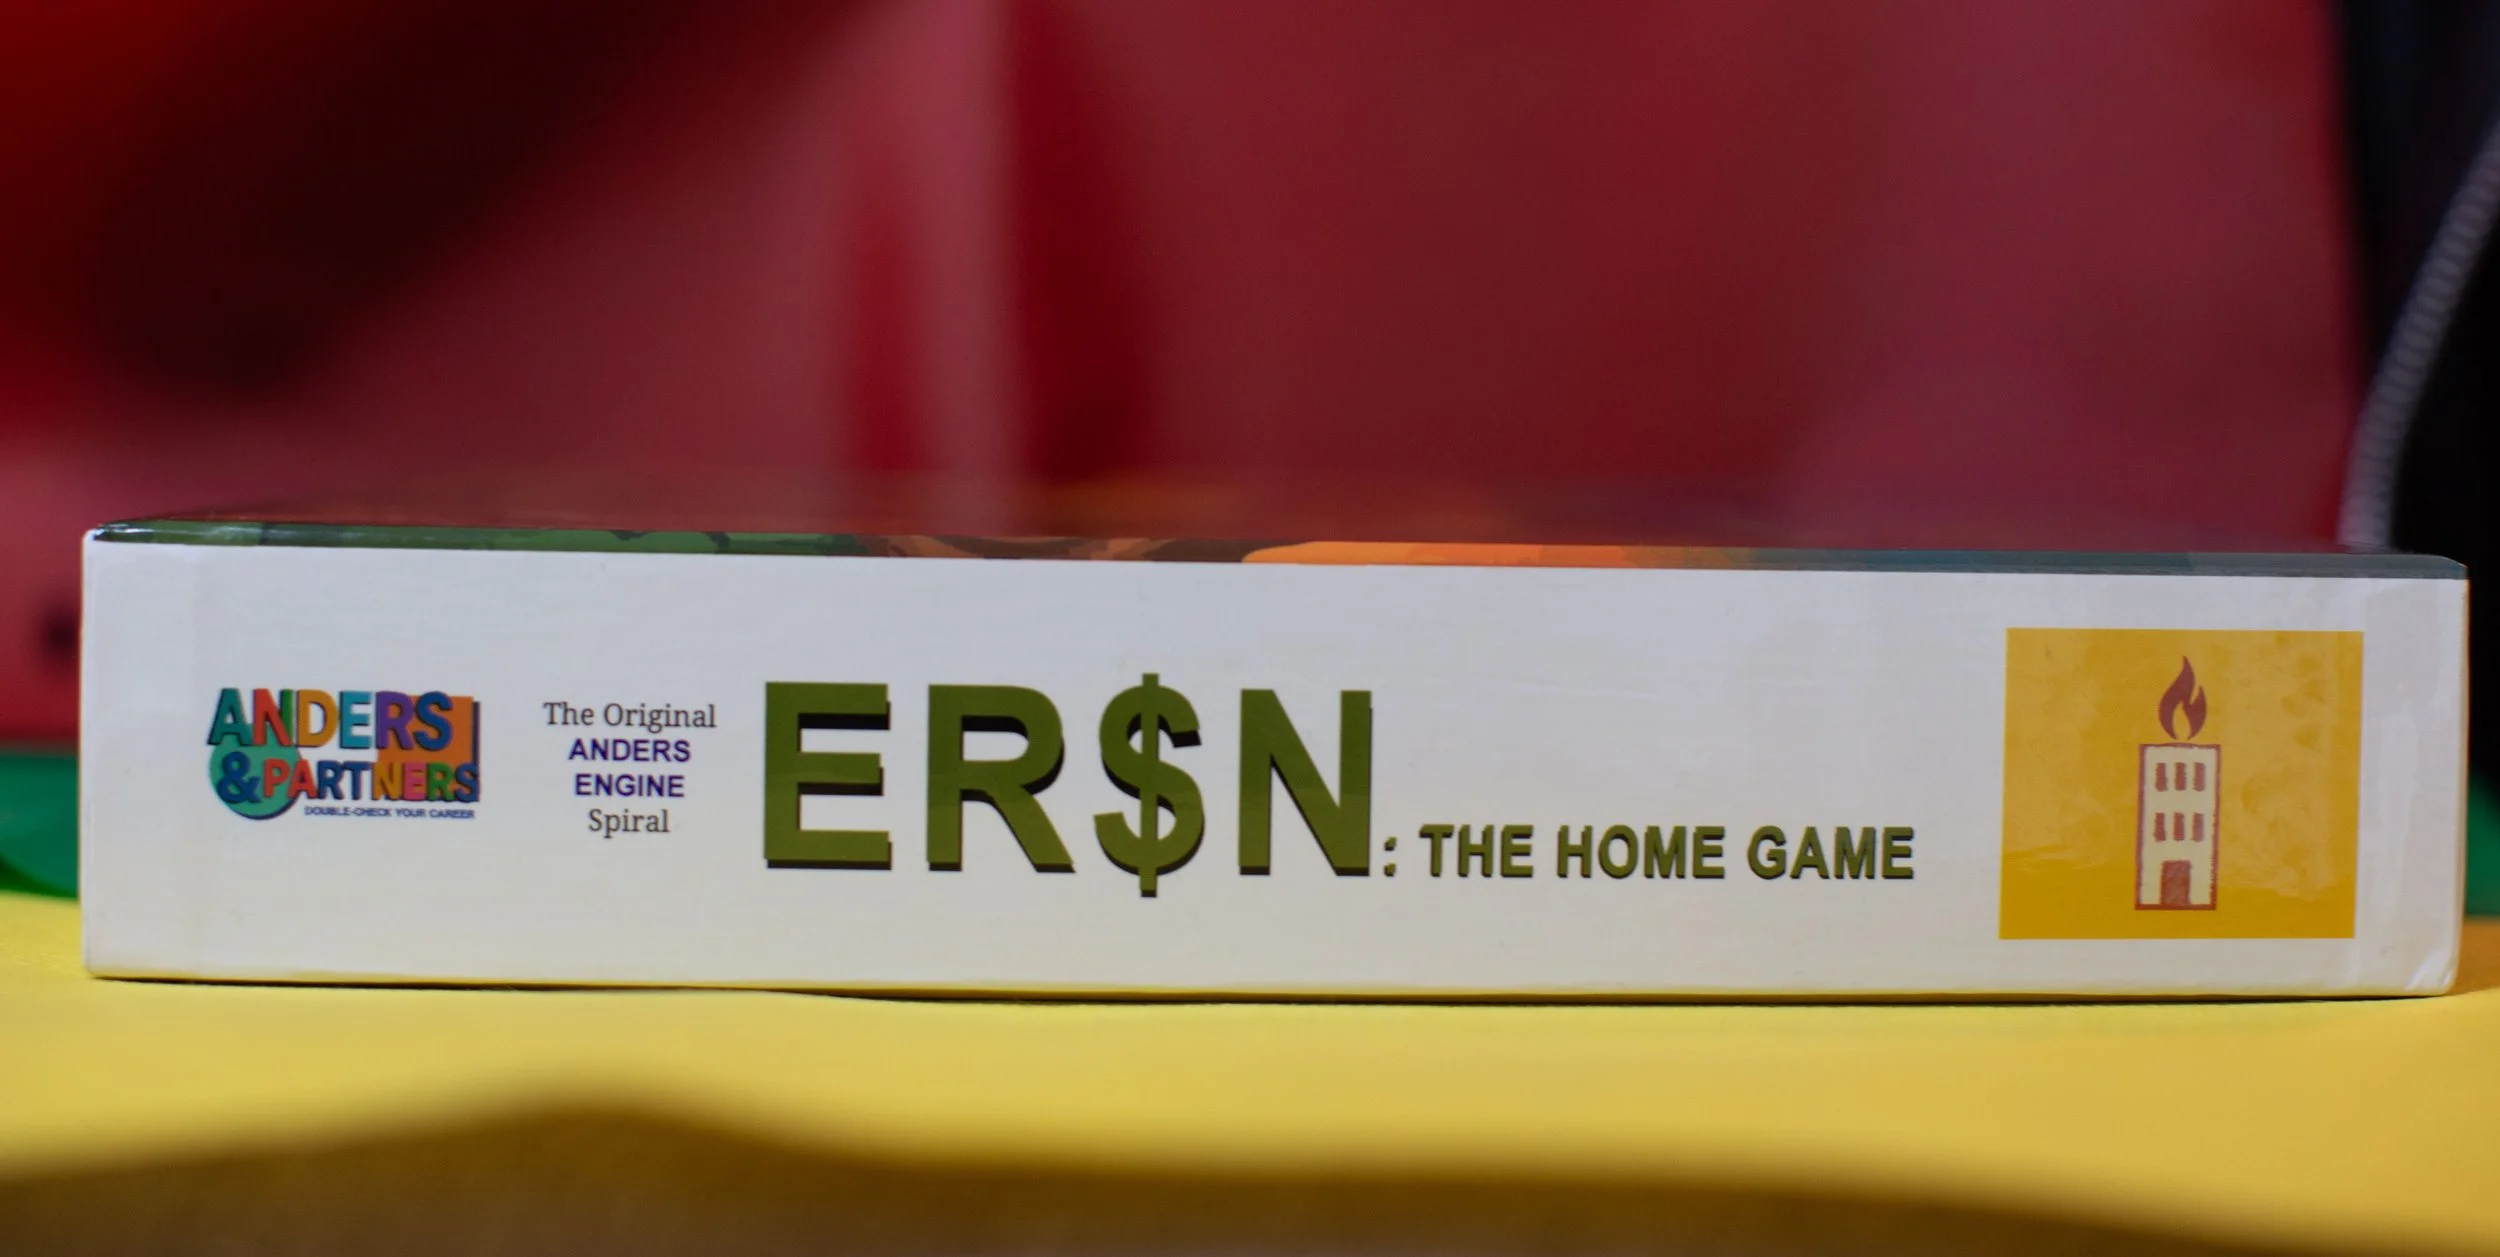 ANDERS
&PARTNERS
DOUBLE-CHECK YOUR CAREER
The Original
ANDERS
ENGINE
Spiral
ER$N: THE HOME GAME